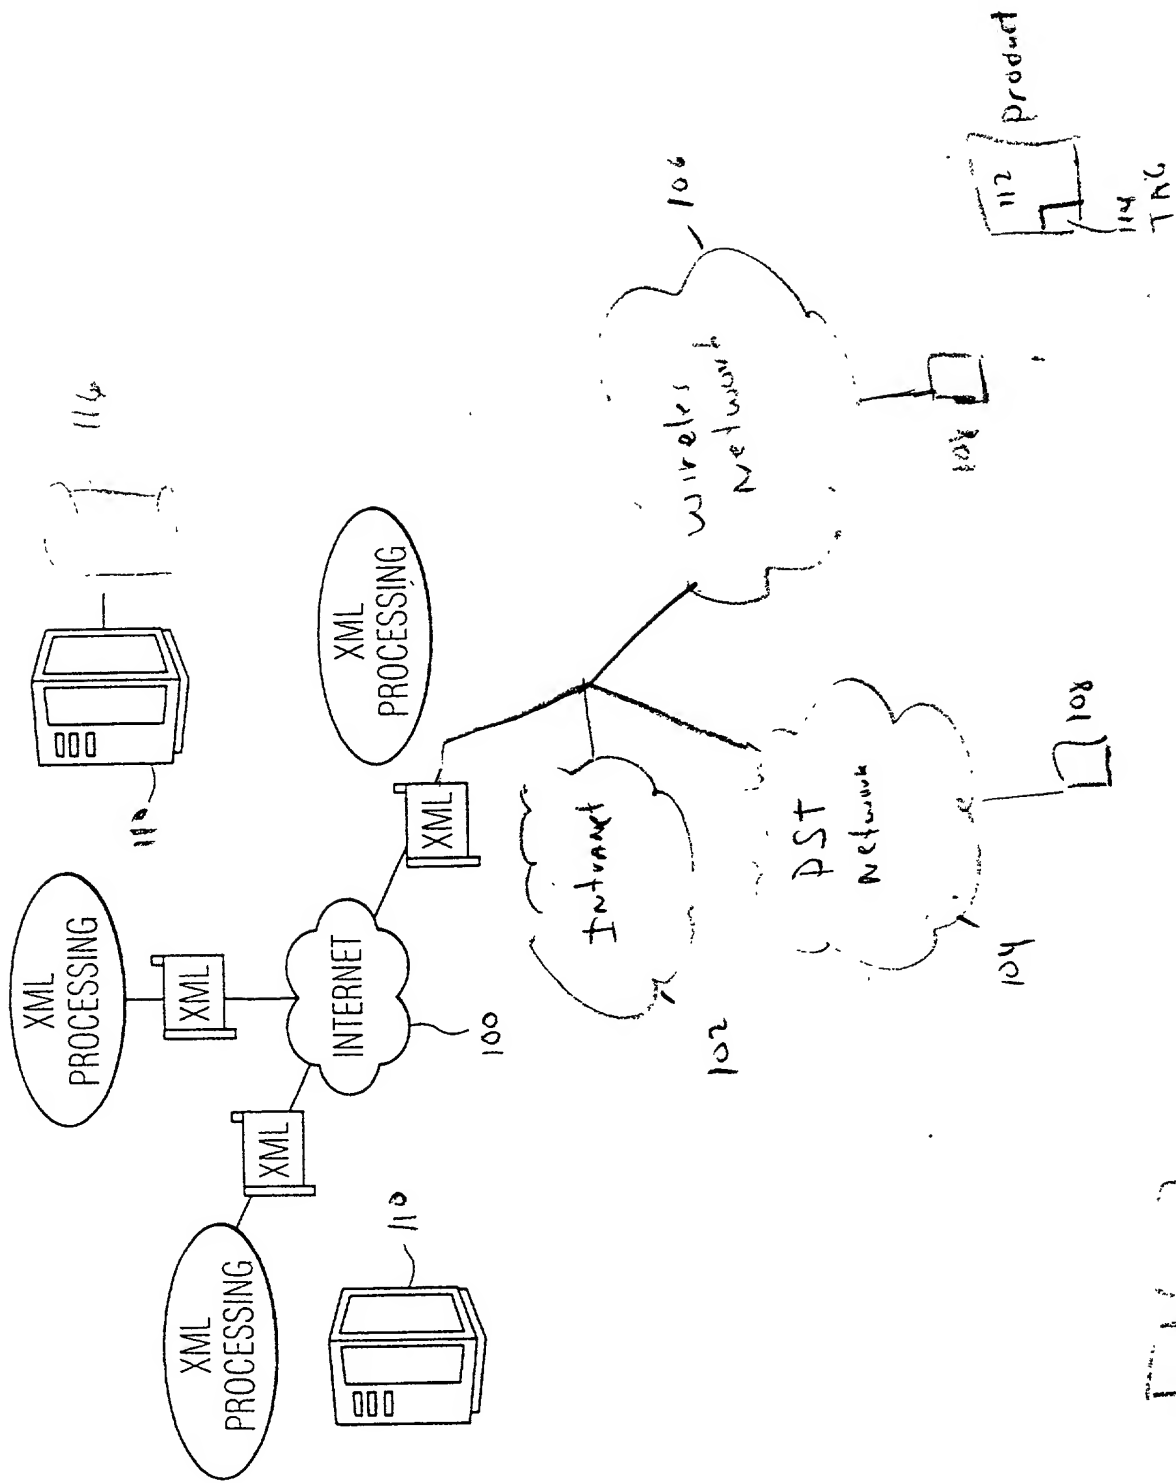 XML
PROCESSING
XML
PROCESSING
110
116
XML
XML
INTERNET
100
110
XML
XML
PROCESSING
Intranet
102
Wireless
Network
106
PST
Network
104
108
108
112
product
114
TAG